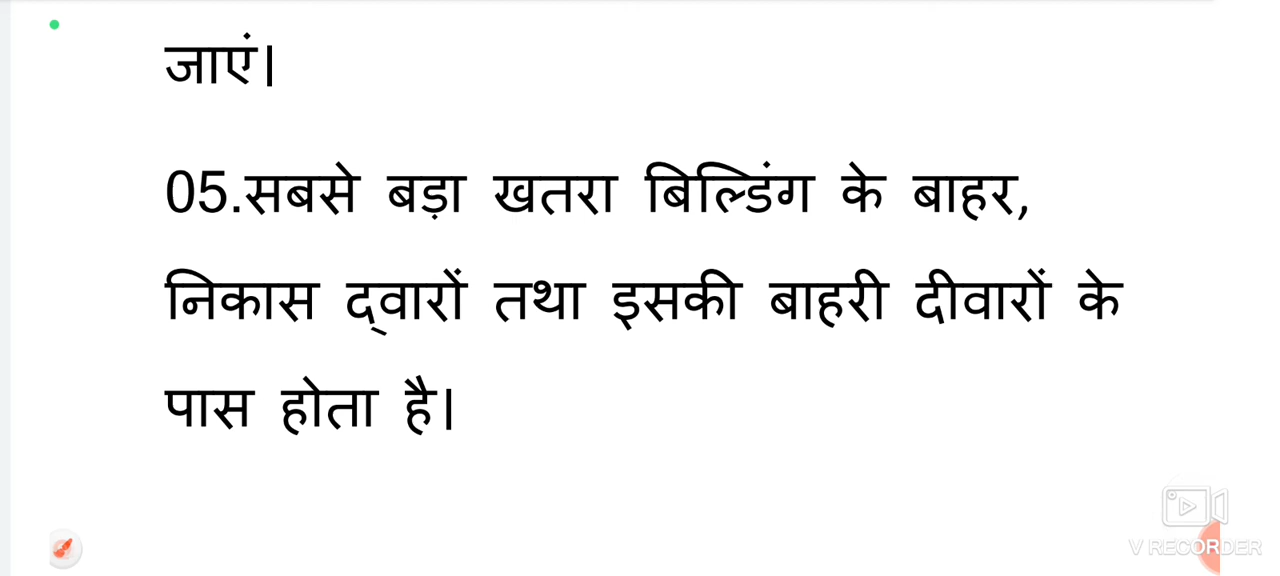 जाएं।
05.सबसे बड़ा खतरा बिल्डिंग के बाहर,
निकास द्वारों तथा इसकी बाहरी दीवारों के
पास होता है।
V RECORDER